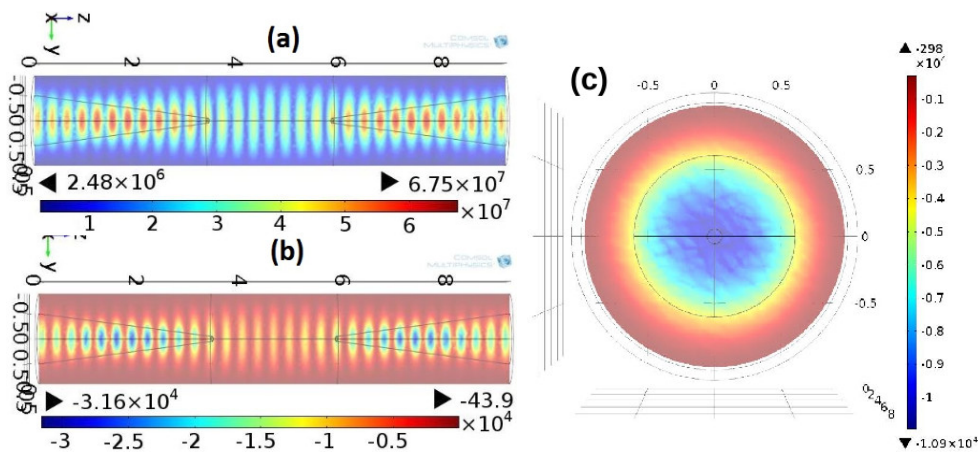 x z
y
(a)
COMSOL
MULTIPHYSICS
0 2 4 6 8
-0.5 0 0.5
2.48×10⁶ 6.75×10⁷
1 2 3 4 5 6 ×10⁷
z
y
(b)
COMSOL
MULTIPHYSICS
0 2 4 6 8
-0.5 0 0.5
-3.16×10⁴ -43.9
-3 -2.5 -2 -1.5 -1 -0.5 ×10⁴
(c)
-0.5 0 0.5
0.5
0
-0.5
0 2 4 6 8
-298
-0.1
-0.2
-0.3
-0.4
-0.5
-0.6
-0.7
-0.8
-0.9
-1
-1.09×10⁴